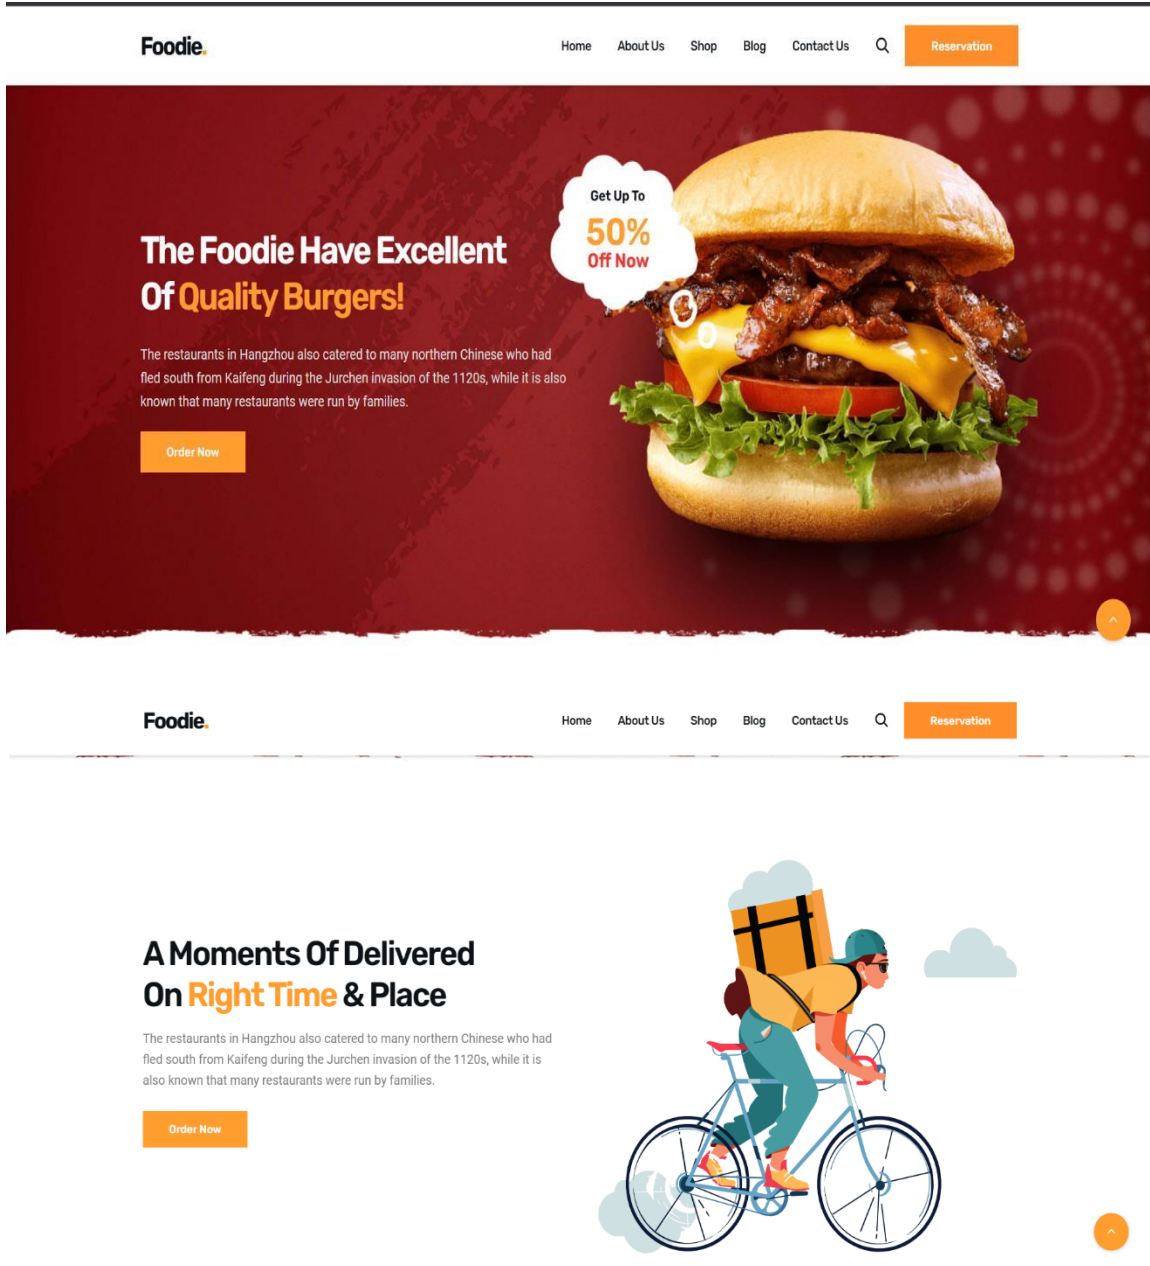 Foodie.
Home About Us Shop Blog Contact Us Reservation
Get Up To
50%
Off Now
The Foodie Have Excellent
Of Quality Burgers!
The restaurants in Hangzhou also catered to many northern Chinese who had
fled south from Kaifeng during the Jurchen invasion of the 1120s, while it is also
known that many restaurants were run by families.
Order Now
Foodie.
Home About Us Shop Blog Contact Us Reservation
A Moments Of Delivered
On Right Time & Place
The restaurants in Hangzhou also catered to many northern Chinese who had
fled south from Kaifeng during the Jurchen invasion of the 1120s, while it is
also known that many restaurants were run by families.
Order Now